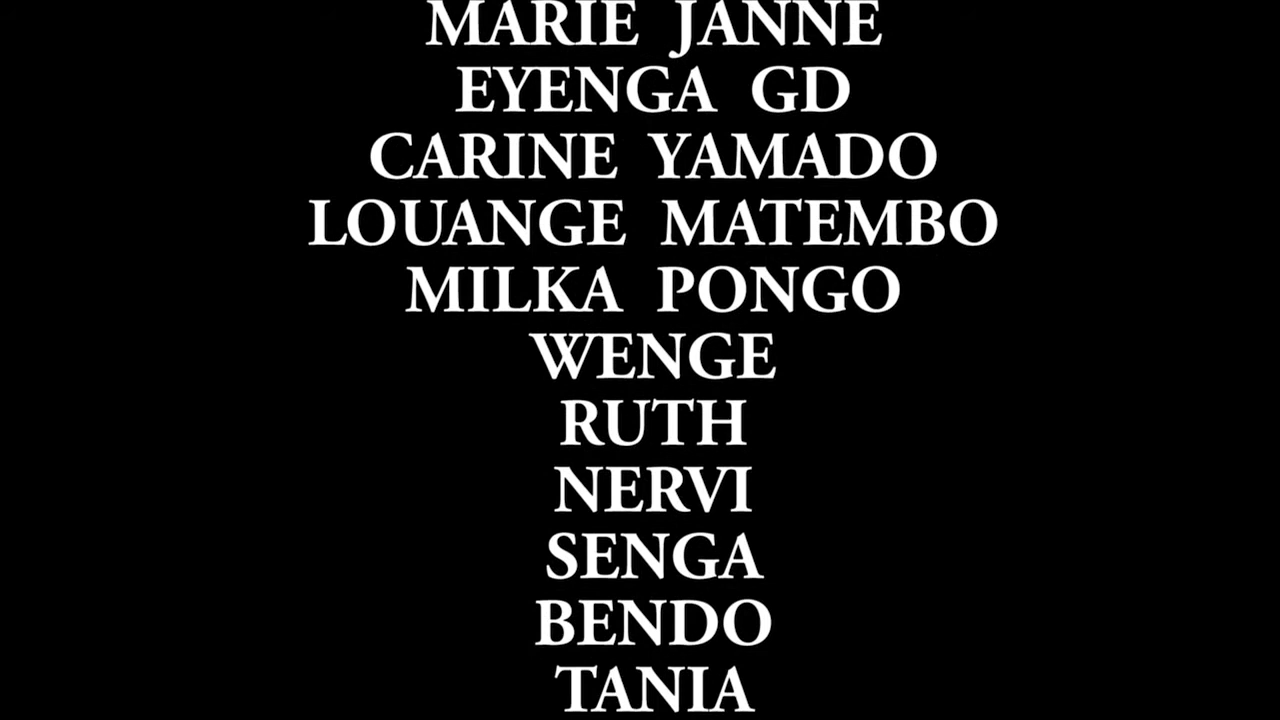 MARIE JANNE
EYENGA GD
CARINE YAMADO
LOUANGE MATEMBO
MILKA PONGO
WENGE
RUTH
NERVI
SENGA
BENDO
TANIA